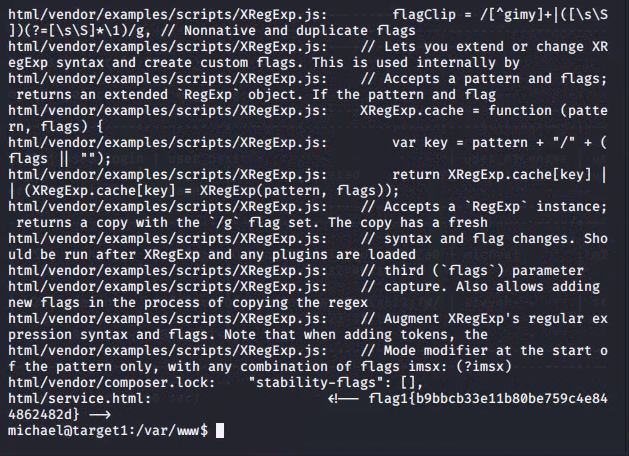 html/vendor/examples/scripts/XRegExp.js:        flagClip = /[^gimy]+|([\s\S
])(?=[\s\S]*\1)/g, // Nonnative and duplicate flags
html/vendor/examples/scripts/XRegExp.js:    // Lets you extend or change XR
egExp syntax and create custom flags. This is used internally by
html/vendor/examples/scripts/XRegExp.js:    // Accepts a pattern and flags;
 returns an extended `RegExp` object. If the pattern and flag
html/vendor/examples/scripts/XRegExp.js:    XRegExp.cache = function (patte
rn, flags) {
html/vendor/examples/scripts/XRegExp.js:        var key = pattern + "/" + (
flags || "");
html/vendor/examples/scripts/XRegExp.js:        return XRegExp.cache[key] |
| (XRegExp.cache[key] = XRegExp(pattern, flags));
html/vendor/examples/scripts/XRegExp.js:    // Accepts a `RegExp` instance;
 returns a copy with the `/g` flag set. The copy has a fresh
html/vendor/examples/scripts/XRegExp.js:    // syntax and flag changes. Sho
uld be run after XRegExp and any plugins are loaded
html/vendor/examples/scripts/XRegExp.js:    // third (`flags`) parameter
html/vendor/examples/scripts/XRegExp.js:    // capture. Also allows adding
new flags in the process of copying the regex
html/vendor/examples/scripts/XRegExp.js:    // Augment XRegExp's regular ex
pression syntax and flags. Note that when adding tokens, the
html/vendor/examples/scripts/XRegExp.js:    // Mode modifier at the start o
f the pattern only, with any combination of flags imsx: (?imsx)
html/vendor/composer.lock:    "stability-flags": [],
html/service.html:                      <!-- flag1{b9bbcb33e11b80be759c4e84
4862482d} -->
michael@target1:/var/www$